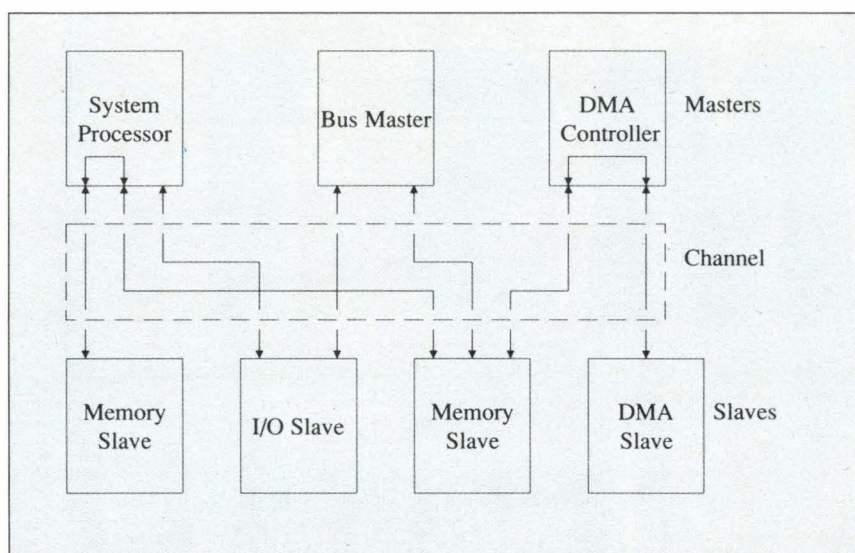 System
Processor
Bus Master
DMA
Controller
Masters
Channel
Memory
Slave
I/O Slave
Memory
Slave
DMA
Slave
Slaves